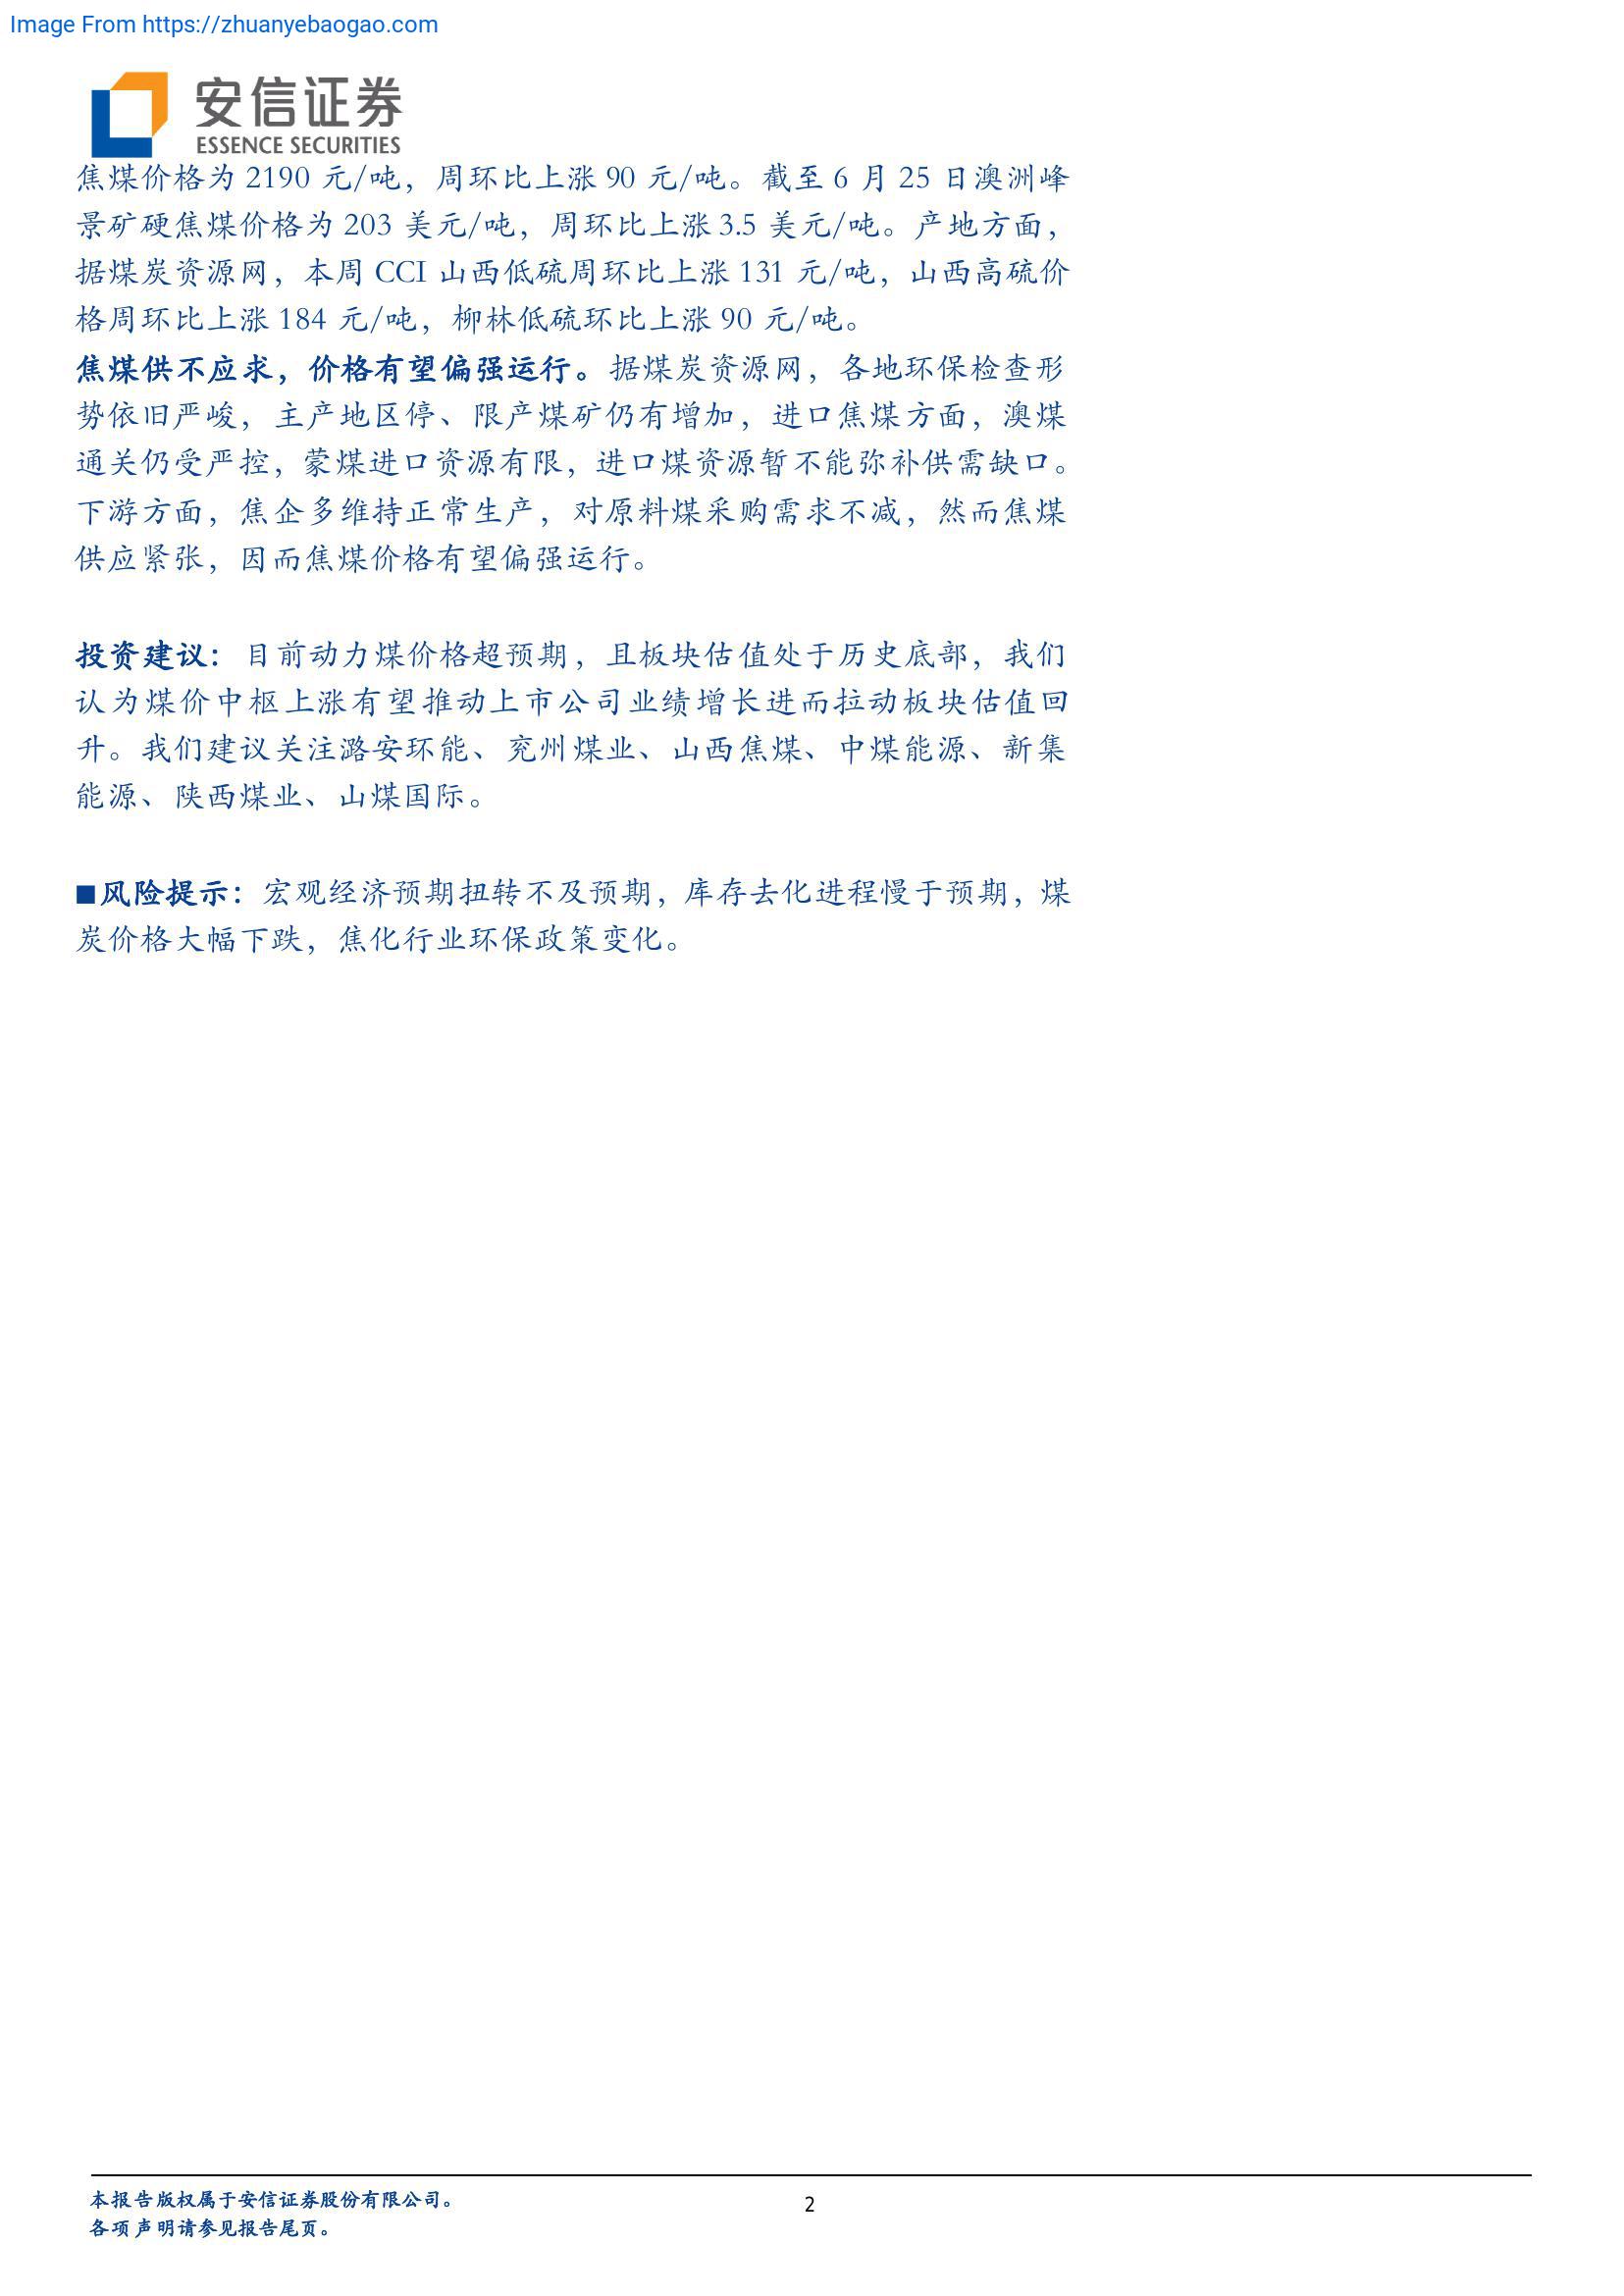 Image From https://zhuanyebaogao.com
安信证券
ESSENCE SECURITIES
焦煤价格为 2190 元/吨，周环比上涨 90 元/吨。截至 6 月 25 日澳洲峰
景矿硬焦煤价格为 203 美元/吨，周环比上涨 3.5 美元/吨。产地方面，
据煤炭资源网，本周 CCI 山西低硫周环比上涨 131 元/吨，山西高硫价
格周环比上涨 184 元/吨，柳林低硫环比上涨 90 元/吨。
焦煤供不应求，价格有望偏强运行。据煤炭资源网，各地环保检查形
势依旧严峻，主产地区停、限产煤矿仍有增加，进口焦煤方面，澳煤
通关仍受严控，蒙煤进口资源有限，进口煤资源暂不能弥补供需缺口。
下游方面，焦企多维持正常生产，对原料煤采购需求不减，然而焦煤
供应紧张，因而焦煤价格有望偏强运行。
投资建议：目前动力煤价格超预期，且板块估值处于历史底部，我们
认为煤价中枢上涨有望推动上市公司业绩增长进而拉动板块估值回
升。我们建议关注潞安环能、兖州煤业、山西焦煤、中煤能源、新集
能源、陕西煤业、山煤国际。
■风险提示：宏观经济预期扭转不及预期，库存去化进程慢于预期，煤
炭价格大幅下跌，焦化行业环保政策变化。
本报告版权属于安信证券股份有限公司。
2
各项声明请参见报告尾页。